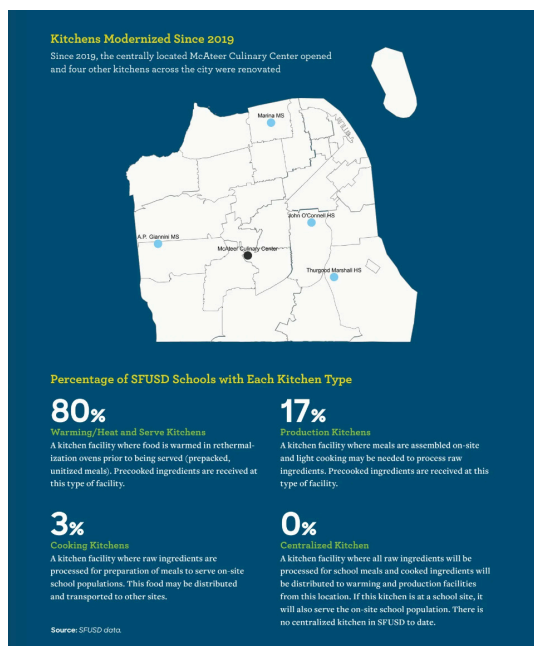 Kitchens Modernized Since 2019
Since 2019, the centrally located McAteer Culinary Center opened
and four other kitchens across the city were renovated
Marina MS
John O'Connell HS
A.P. Giannini MS
McAteer Culinary Center
Thurgood Marshall HS
Percentage of SFUSD Schools with Each Kitchen Type
80%
Warming/Heat and Serve Kitchens
A kitchen facility where food is warmed in rethermal-
ization ovens prior to being served (prepacked,
unitized meals). Precooked ingredients are received at
this type of facility.
17%
Production Kitchens
A kitchen facility where meals are assembled on-site
and light cooking may be needed to process raw
ingredients. Precooked ingredients are received at this
type of facility.
3%
Cooking Kitchens
A kitchen facility where raw ingredients are
processed for preparation of meals to serve on-site
school populations. This food may be distributed
and transported to other sites.
0%
Centralized Kitchen
A kitchen facility where all raw ingredients will be
processed for school meals and cooked ingredients will
be distributed to warming and production facilities
from this location. If this kitchen is at a school site, it
will also serve the on-site school population. There is
no centralized kitchen in SFUSD to date.
Source: SFUSD data.